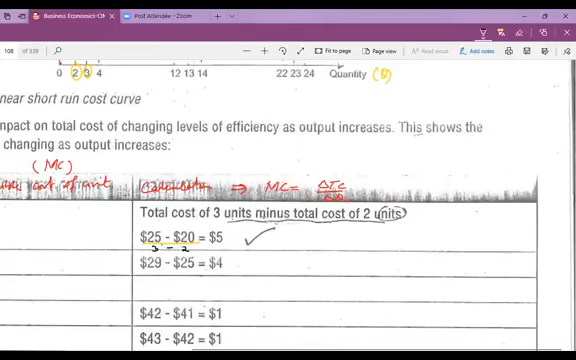 Business Economics-CM
Post Attendee - Zoom
108 of 339
Fit to page
Page view
Read aloud
Add notes
0 2 3 4 12 13 14 22 23 24 Quantity (Q)
near short run cost curve
mpact on total cost of changing levels of efficiency as output increases. This shows the
changing as output increases:
(MC)
cost of unit Calculation ⇒ MC = ΔTC
ΔQ
Total cost of 3 units minus total cost of 2 units
$25 - $20 = $5
3 - 2
$29 - $25 = $4
$42 - $41 = $1
$43 - $42 = $1